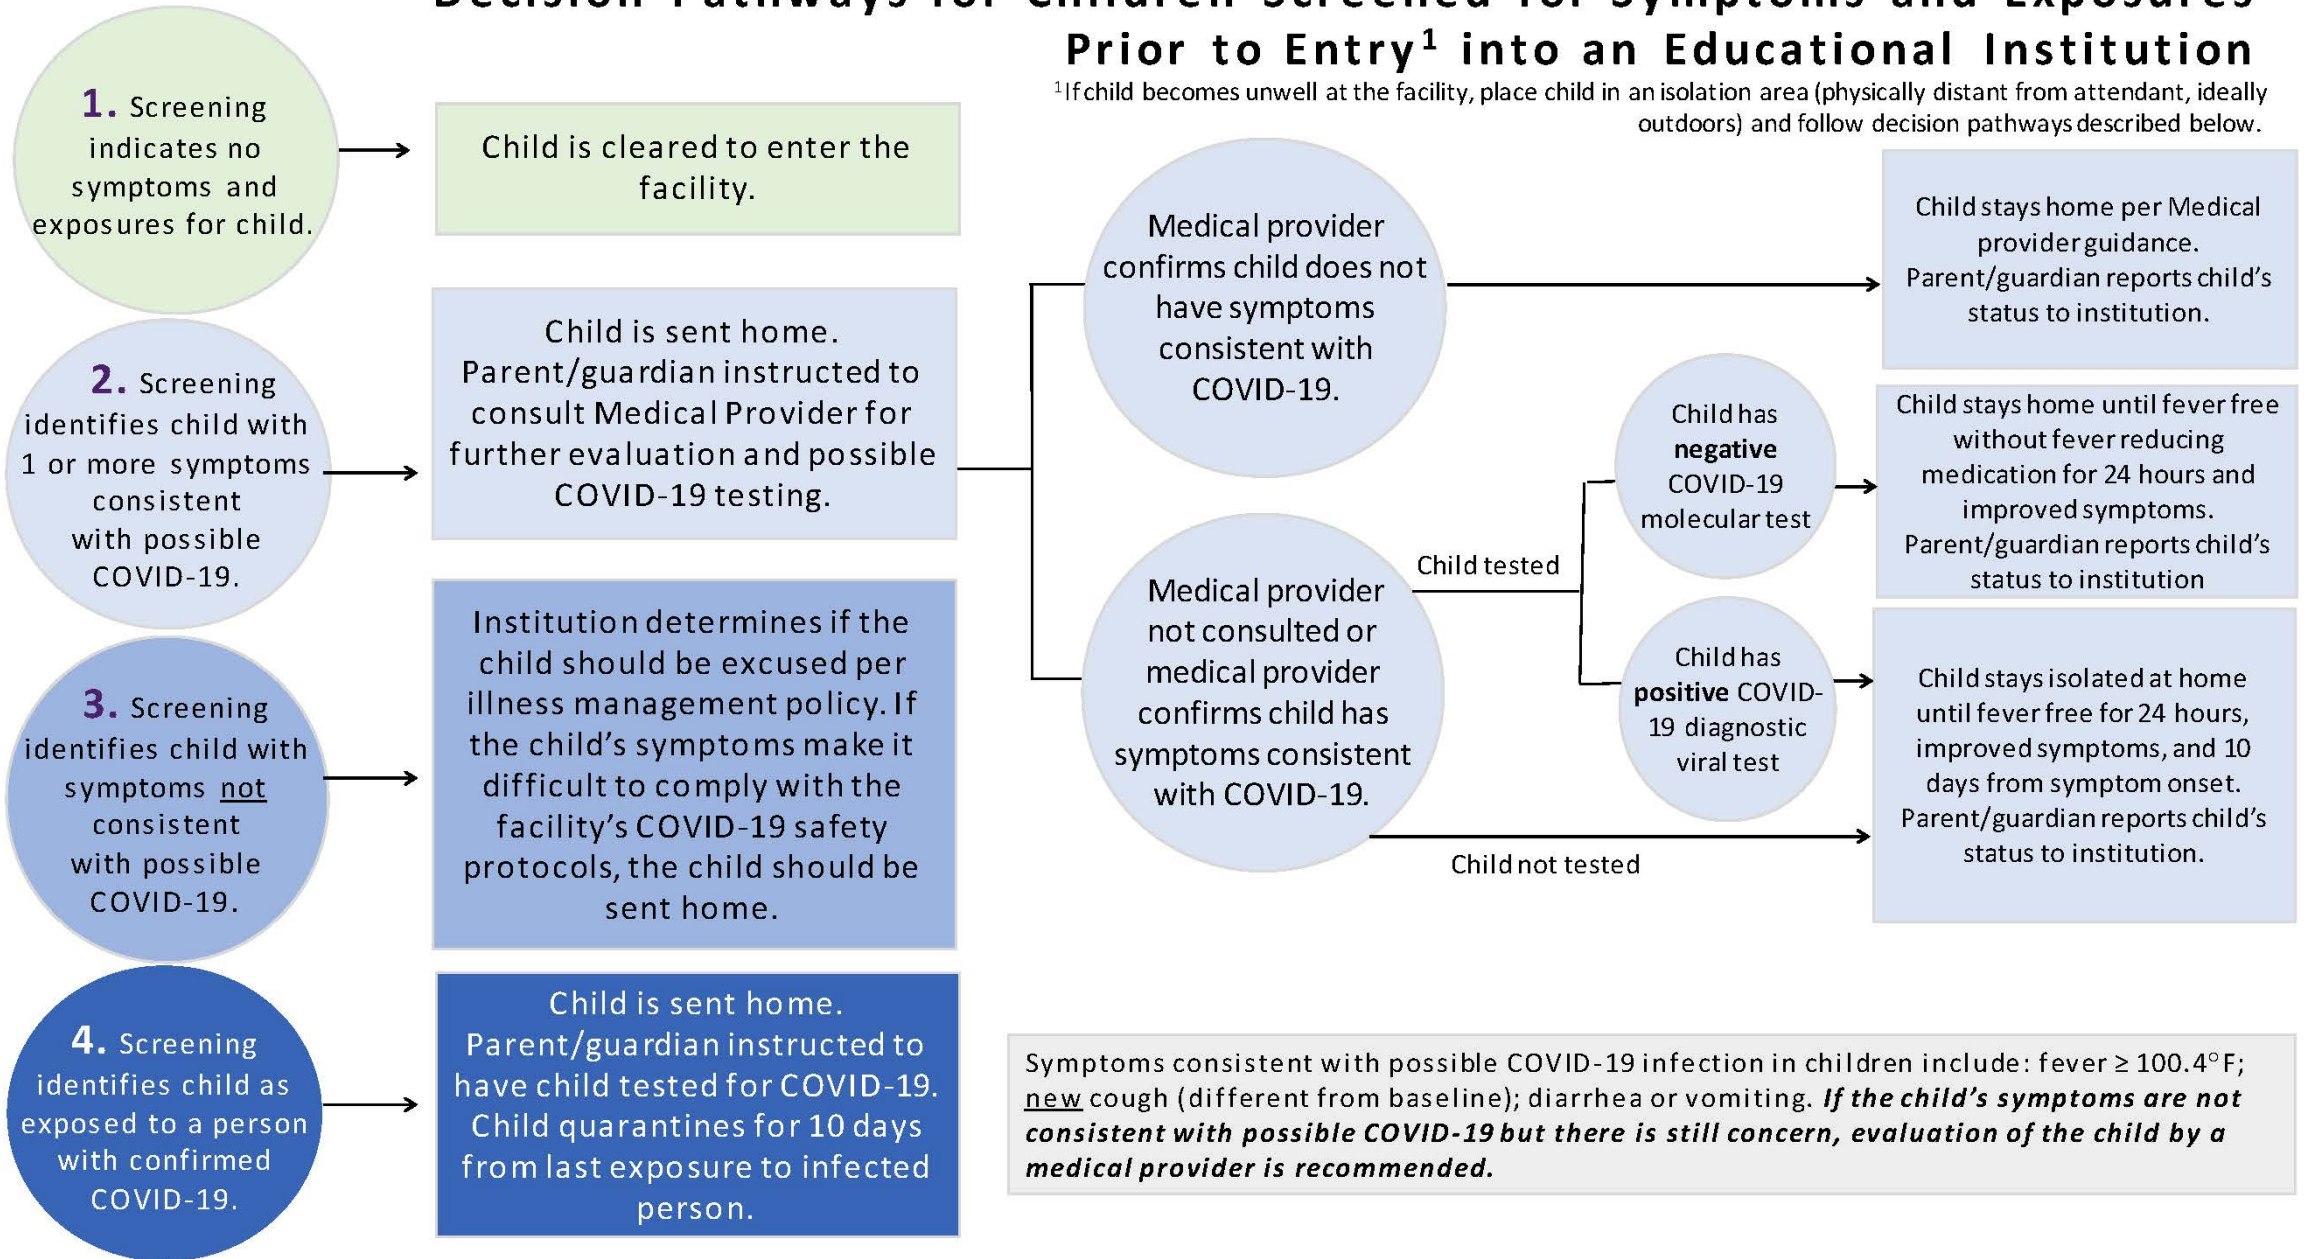 Decision Pathways for Children Screened for Symptoms and Exposures
Prior to Entry¹ into an Educational Institution
¹If child becomes unwell at the facility, place child in an isolation area (physically distant from attendant, ideally
outdoors) and follow decision pathways described below.
1. Screening
indicates no
symptoms and
exposures for child.
Child is cleared to enter the
facility.
2. Screening
identifies child with
1 or more symptoms
consistent
with possible
COVID-19.
Child is sent home.
Parent/guardian instructed to
consult Medical Provider for
further evaluation and possible
COVID-19 testing.
Medical provider
confirms child does not
have symptoms
consistent with
COVID-19.
Child stays home per Medical
provider guidance.
Parent/guardian reports child's
status to institution.
Medical provider
not consulted or
medical provider
confirms child has
symptoms consistent
with COVID-19.
Child tested
Child has
negative
COVID-19
molecular test
Child stays home until fever free
without fever reducing
medication for 24 hours and
improved symptoms.
Parent/guardian reports child's
status to institution
Child has
positive COVID-
19 diagnostic
viral test
Child not tested
Child stays isolated at home
until fever free for 24 hours,
improved symptoms, and 10
days from symptom onset.
Parent/guardian reports child's
status to institution.
3. Screening
identifies child with
symptoms not
consistent
with possible
COVID-19.
Institution determines if the
child should be excused per
illness management policy. If
the child's symptoms make it
difficult to comply with the
facility's COVID-19 safety
protocols, the child should be
sent home.
4. Screening
identifies child as
exposed to a person
with confirmed
COVID-19.
Child is sent home.
Parent/guardian instructed to
have child tested for COVID-19.
Child quarantines for 10 days
from last exposure to infected
person.
Symptoms consistent with possible COVID-19 infection in children include: fever ≥ 100.4°F;
new cough (different from baseline); diarrhea or vomiting. If the child's symptoms are not
consistent with possible COVID-19 but there is still concern, evaluation of the child by a
medical provider is recommended.